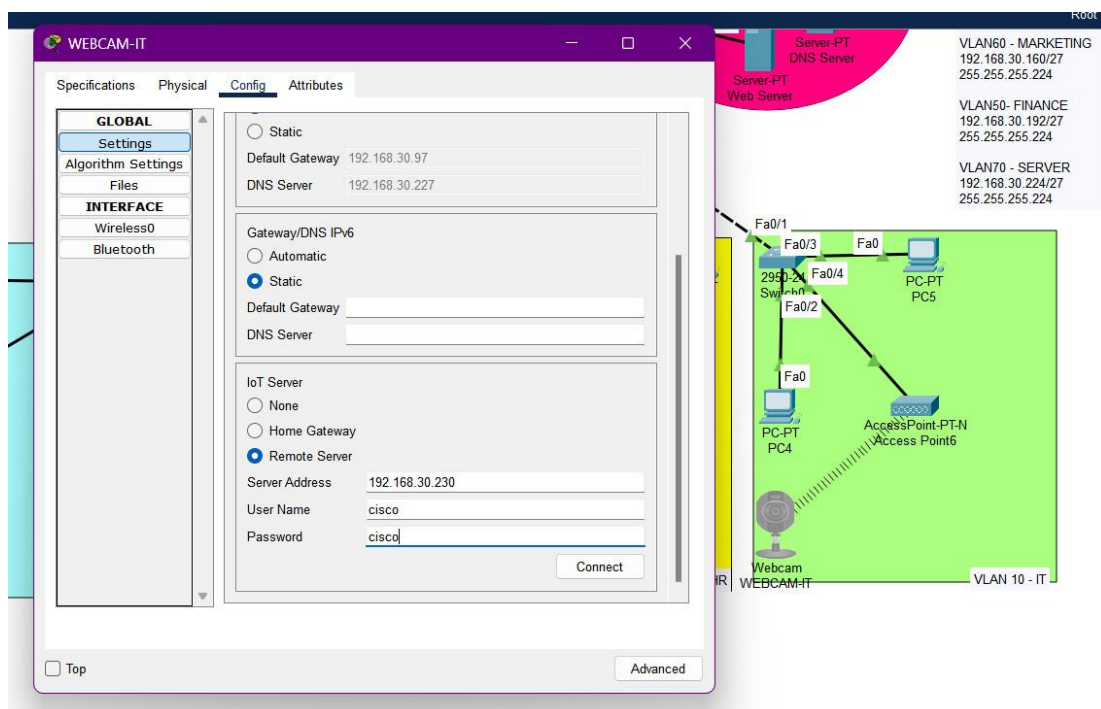 Root
WEBCAM-IT
Specifications Physical Config Attributes
GLOBAL
Settings
Algorithm Settings
Files
INTERFACE
Wireless0
Bluetooth
Static
Default Gateway 192.168.30.97
DNS Server 192.168.30.227
Gateway/DNS IPv6
Automatic
Static
Default Gateway
DNS Server
IoT Server
None
Home Gateway
Remote Server
Server Address 192.168.30.230
User Name cisco
Password cisco
Connect
Top
Advanced
Server-PT
DNS Server
Server-PT
Web Server
VLAN60 - MARKETING
192.168.30.160/27
255.255.255.224
VLAN50- FINANCE
192.168.30.192/27
255.255.255.224
VLAN70 - SERVER
192.168.30.224/27
255.255.255.224
Fa0/1
Fa0/3
Fa0
2950-24
Switch0
Fa0/4
Fa0/2
PC-PT
PC5
Fa0
PC-PT
PC4
AccessPoint-PT-N
Access Point6
Webcam
WEBCAM-IT
HR
VLAN 10 - IT